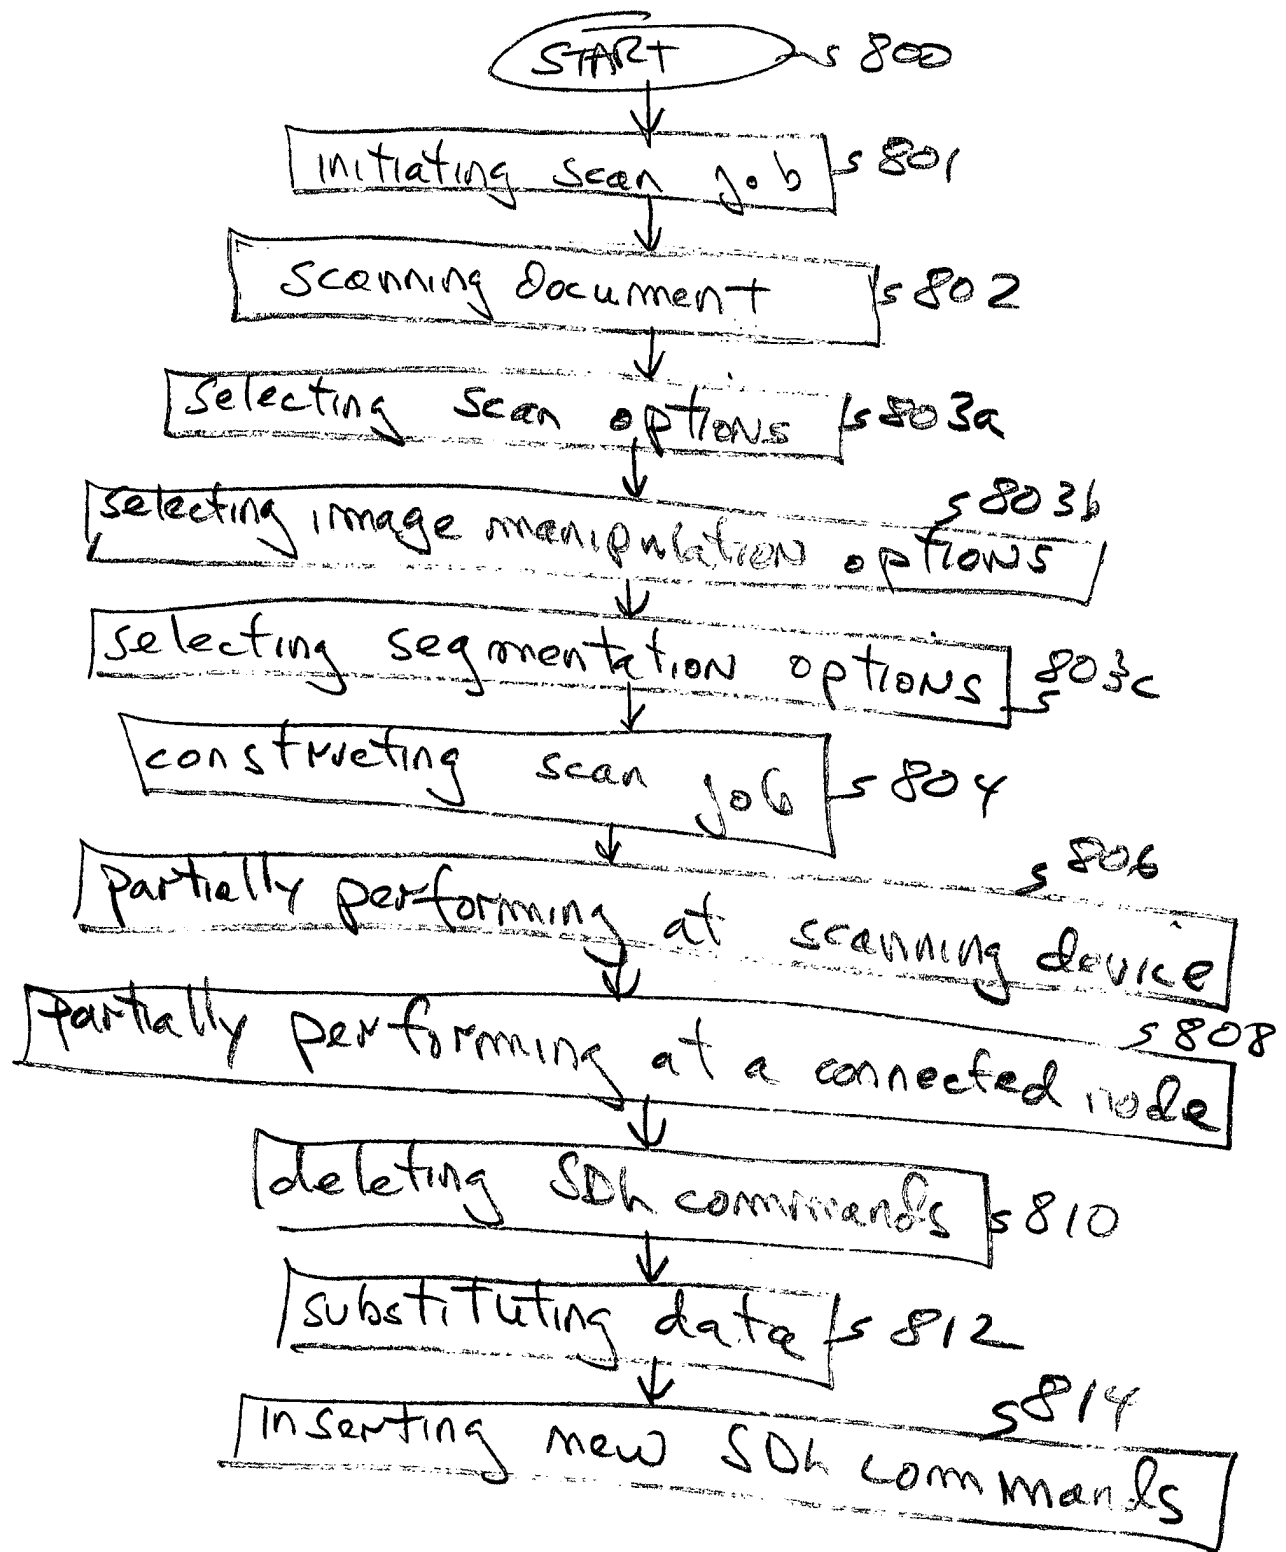 START s 800
initiating scan job s 801
scanning document s 802
selecting scan options s 803a
s 803b
selecting image manipulation options
selecting segmentation options s 803c
constructing scan job s 804
s 806
partially performing at scanning device
partially performing at a connected node s 808
deleting SDL commands s 810
substituting data s 812
s 814
inserting new SDL commands